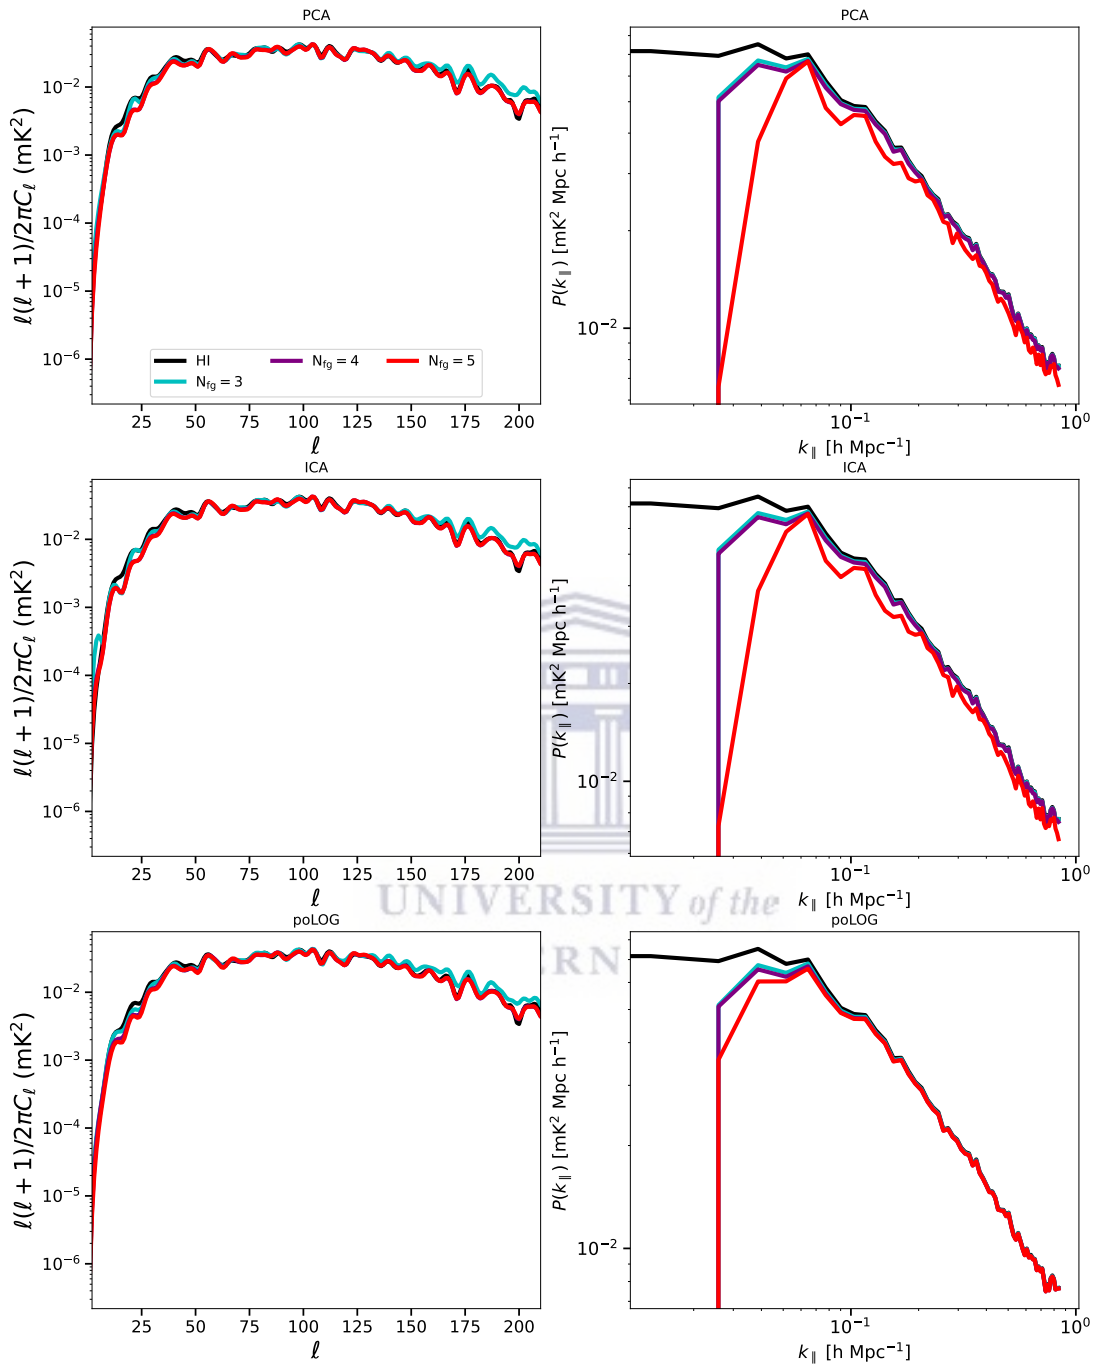 PCA
PCA
ℓ(ℓ + 1)/2πC_ℓ (mK²)
10⁻²
10⁻³
10⁻⁴
10⁻⁵
10⁻⁶
HI
N_fg = 3
N_fg = 4
N_fg = 5
25 50 75 100 125 150 175 200
ℓ
P(k_∥) [mK² Mpc h⁻¹]
10⁻²
10⁻¹ 10⁰
k_∥ [h Mpc⁻¹]
ICA
ICA
ℓ(ℓ + 1)/2πC_ℓ (mK²)
10⁻²
10⁻³
10⁻⁴
10⁻⁵
10⁻⁶
25 50 75 100 125 150 175 200
ℓ
P(k_∥) [mK² Mpc h⁻¹]
10⁻²
10⁻¹ 10⁰
k_∥ [h Mpc⁻¹]
UNIVERSITY of the
poLOG
poLOG
ℓ(ℓ + 1)/2πC_ℓ (mK²)
10⁻²
10⁻³
10⁻⁴
10⁻⁵
10⁻⁶
25 50 75 100 125 150 175 200
ℓ
P(k_∥) [mK² Mpc h⁻¹]
10⁻²
10⁻¹ 10⁰
k_∥ [h Mpc⁻¹]